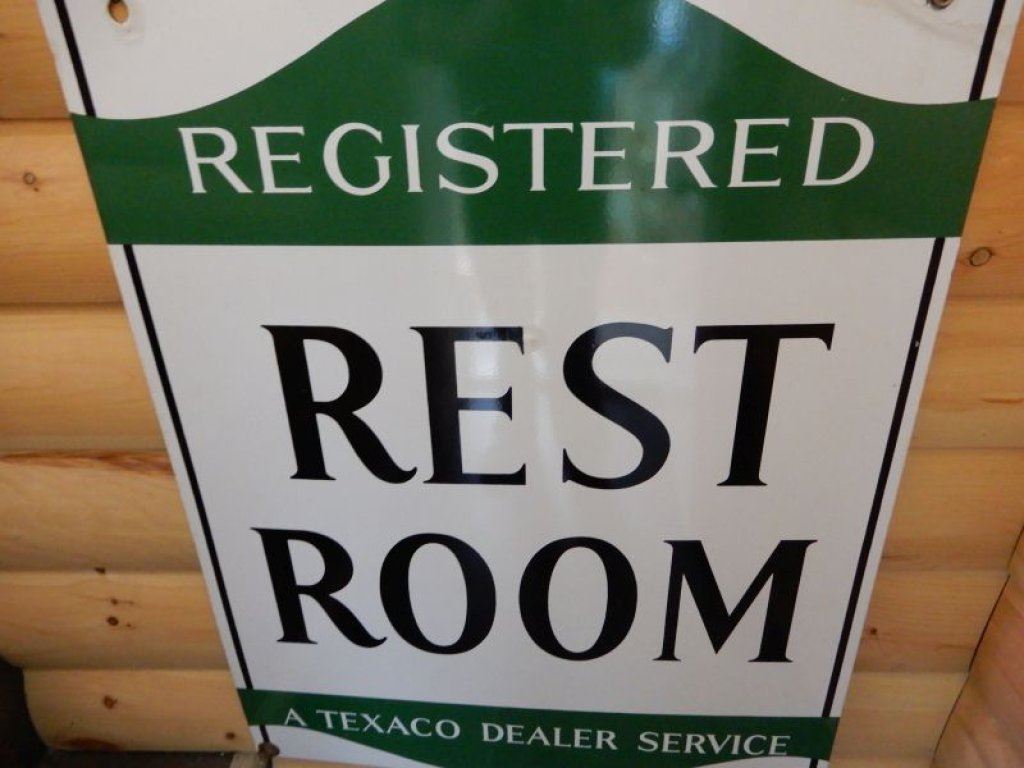 REGISTERED
REST
ROOM
A TEXACO DEALER SERVICE